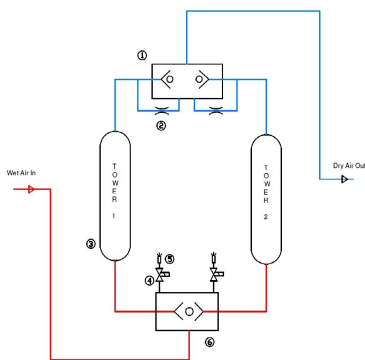 ①
②
TOWER 1
TOWER 2
Dry Air Out
Wet Air In
③
⑤
④
⑥